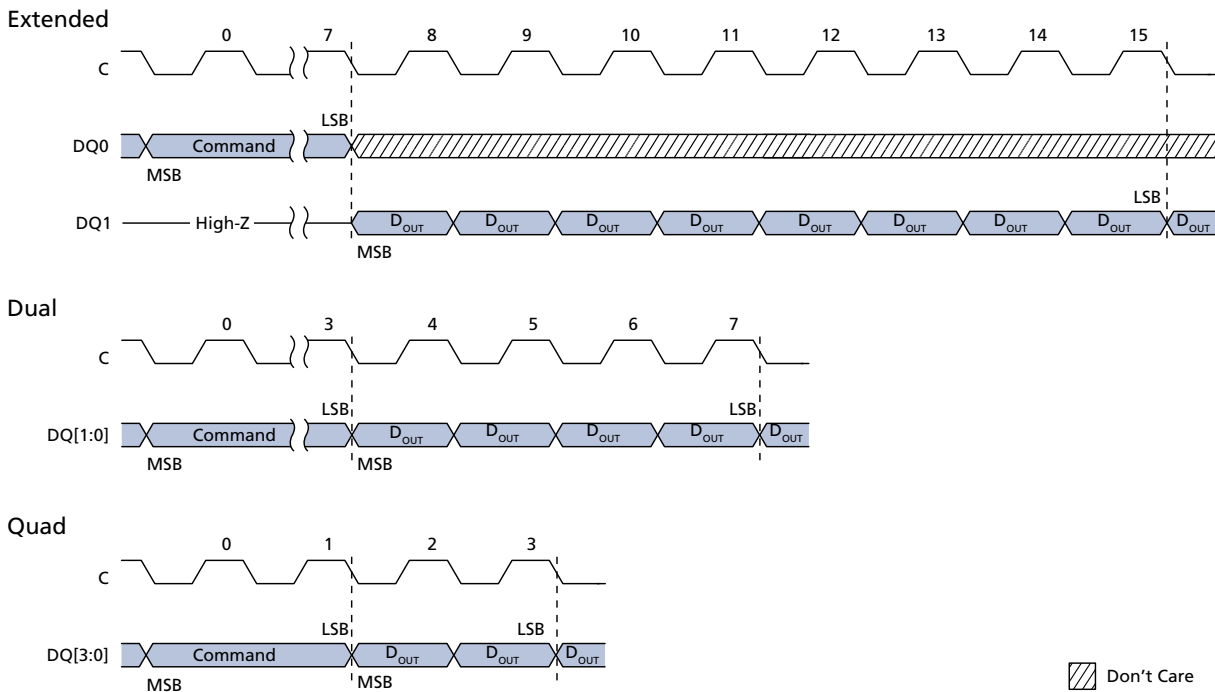 Extended
0 7 8 9 10 11 12 13 14 15
C
LSB
DQ0 Command
MSB
LSB
DQ1 High-Z DOUT DOUT DOUT DOUT DOUT DOUT DOUT DOUT DOUT
MSB
Dual
0 3 4 5 6 7
C
LSB LSB
DQ[1:0] Command DOUT DOUT DOUT DOUT DOUT
MSB MSB
Quad
0 1 2 3
C
LSB LSB
DQ[3:0] Command DOUT DOUT DOUT
MSB MSB
Don't Care